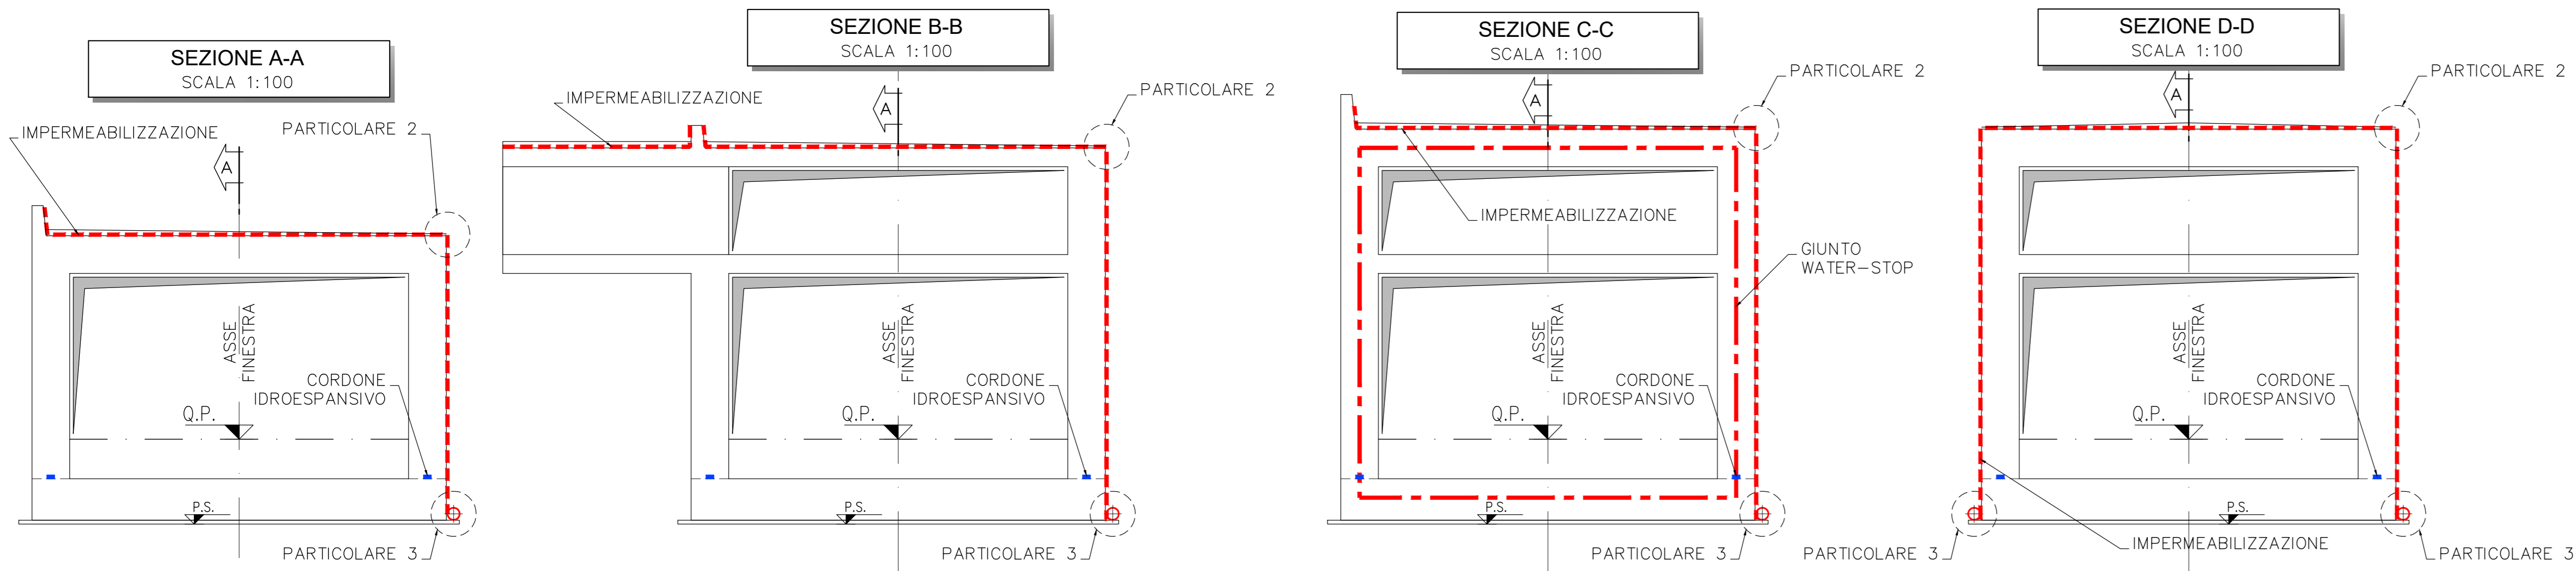 SEZIONE A-A
SCALA 1:100
IMPERMEABILIZZAZIONE
PARTICOLARE 2
A
ASSE
FINESTRA
CORDONE
IDROESPANSIVO
Q.P.
P.S.
PARTICOLARE 3
SEZIONE B-B
SCALA 1:100
IMPERMEABILIZZAZIONE
PARTICOLARE 2
A
ASSE
FINESTRA
CORDONE
IDROESPANSIVO
Q.P.
P.S.
PARTICOLARE 3
SEZIONE C-C
SCALA 1:100
PARTICOLARE 2
A
IMPERMEABILIZZAZIONE
GIUNTO
WATER-STOP
ASSE
FINESTRA
CORDONE
IDROESPANSIVO
Q.P.
P.S.
PARTICOLARE 3
SEZIONE D-D
SCALA 1:100
PARTICOLARE 2
A
ASSE
FINESTRA
CORDONE
IDROESPANSIVO
Q.P.
P.S.
IMPERMEABILIZZAZIONE
PARTICOLARE 3
PARTICOLARE 3